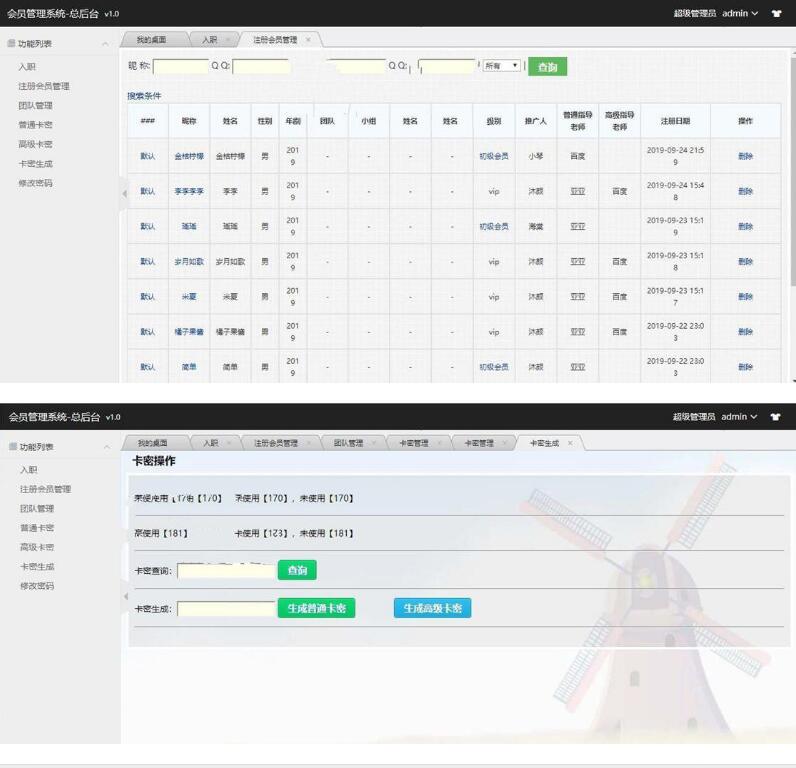 会员管理系统-总后台 v1.0 超级管理员 admin
功能列表 我的桌面 入职 × 注册会员管理 ×
入职
注册会员管理
团队管理
普通卡密
高级卡密
卡密生成
修改密码
昵称: Q Q: Q Q: 所有 查询
搜索条件
### 昵称 姓名 性别 年龄 团队 小组 姓名 姓名 级别 推广人 普通指导老师 高级指导老师 注册日期 操作
默认 金桔柠檬 金桔柠檬 男 2019 - - - - 初级会员 小琴 百度 2019-09-24 21:59 删除
默认 李李李李 李李 男 2019 - - - - vip 沐颜 亚亚 百度 2019-09-24 15:48 删除
默认 瑶瑶 瑶瑶 男 2019 - - - - 初级会员 海棠 亚亚 2019-09-23 15:19 删除
默认 岁月如歌 岁月如歌 男 2019 - - - - vip 沐颜 亚亚 百度 2019-09-23 15:18 删除
默认 米夏 米夏 男 2019 - - - - vip 沐颜 亚亚 百度 2019-09-23 15:17 删除
默认 橘子果酱 橘子果酱 男 2019 - - - - vip 沐颜 亚亚 百度 2019-09-22 23:03 删除
默认 简单 简单 男 2019 - - - - 初级会员 沐颜 亚亚 2019-09-22 23:03 删除
会员管理系统-总后台 v1.0 超级管理员 admin
功能列表 我的桌面 入职 × 注册会员管理 × 团队管理 × 卡密管理 × 卡密管理 × 卡密生成 ×
入职
注册会员管理
团队管理
普通卡密
高级卡密
卡密生成
修改密码
卡密操作
【170】 使用【170】, 未使用【170】
使用【181】 卡使用【123】, 未使用【181】
卡密查询: 查询
卡密生成: 生成普通卡密 生成高级卡密